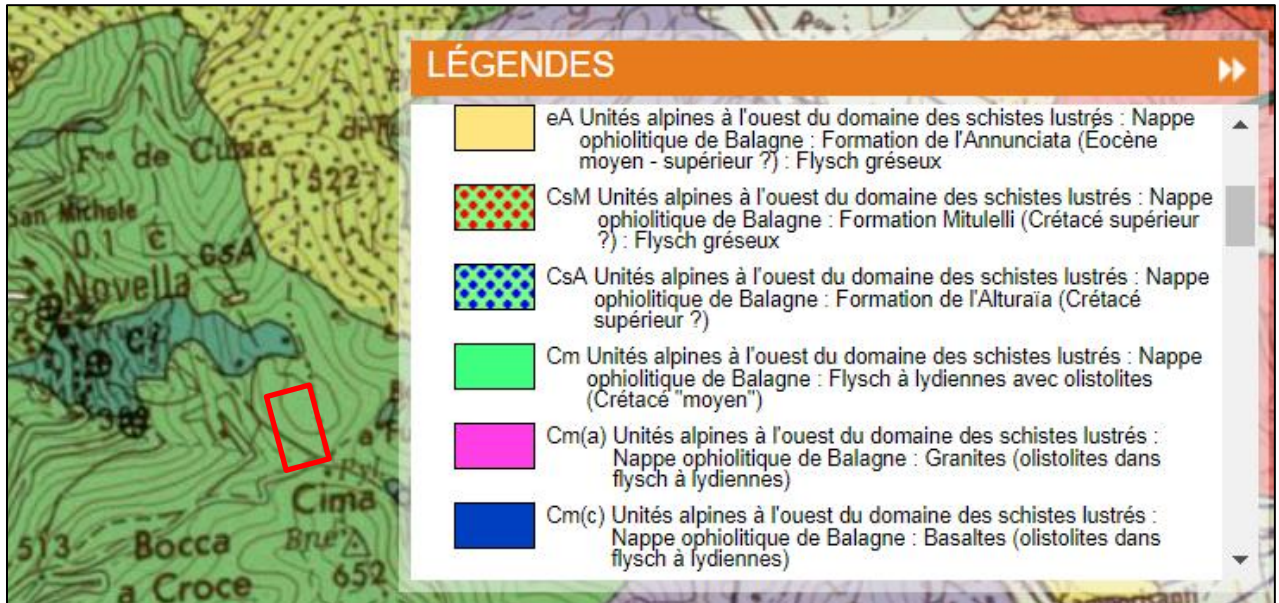 LÉGENDES
eA Unités alpines à l'ouest du domaine des schistes lustrés : Nappe
ophiolitique de Balagne : Formation de l'Annunciata (Éocène
moyen - supérieur ?) : Flysch gréseux
CsM Unités alpines à l'ouest du domaine des schistes lustrés : Nappe
ophiolitique de Balagne : Formation Mitulelli (Crétacé supérieur
?) : Flysch gréseux
CsA Unités alpines à l'ouest du domaine des schistes lustrés : Nappe
ophiolitique de Balagne : Formation de l'Alturaïa (Crétacé
supérieur ?)
Cm Unités alpines à l'ouest du domaine des schistes lustrés : Nappe
ophiolitique de Balagne : Flysch à lydiennes avec olistolites
(Crétacé "moyen")
Cm(a) Unités alpines à l'ouest du domaine des schistes lustrés :
Nappe ophiolitique de Balagne : Granites (olistolites dans
flysch à lydiennes)
Cm(c) Unités alpines à l'ouest du domaine des schistes lustrés :
Nappe ophiolitique de Balagne : Basaltes (olistolites dans
flysch à lydiennes)
Fne de Cuma
522
San Michele
0.1 C
CsA
Novella
Ci
Cima
513
Bocca
a Croce
652